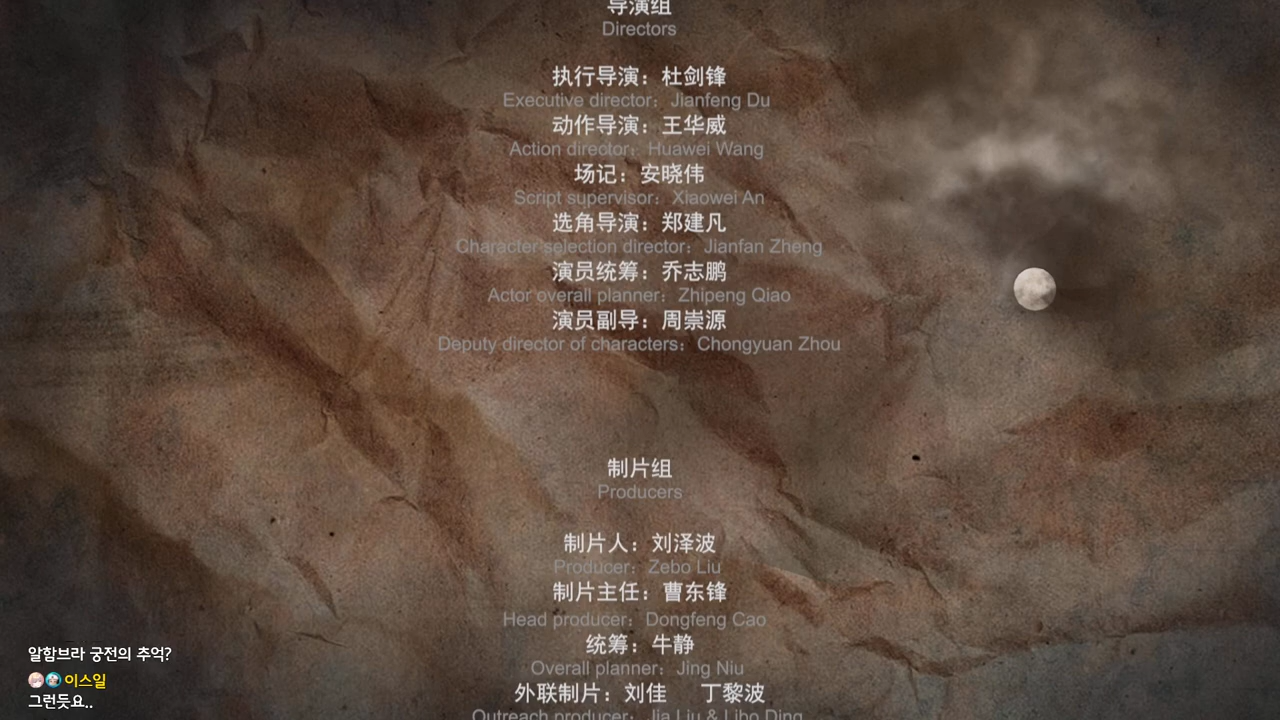 导演组
Directors
执行导演：杜剑锋
Executive director：Jianfeng Du
动作导演：王华威
Action director：Huawei Wang
场记：安晓伟
Script supervisor：Xiaowei An
选角导演：郑建凡
Character selection director：Jianfan Zheng
演员统筹：乔志鹏
Actor overall planner：Zhipeng Qiao
演员副导：周崇源
Deputy director of characters：Chongyuan Zhou
制片组
Producers
制片人：刘泽波
Producer：Zebo Liu
制片主任：曹东锋
Head producer：Dongfeng Cao
统筹：牛静
Overall planner：Jing Niu
外联制片：刘佳 丁黎波
Outreach producer：Jia Liu & Libo Ding
알함브라 궁전의 추억?
이스일
그런듯요..